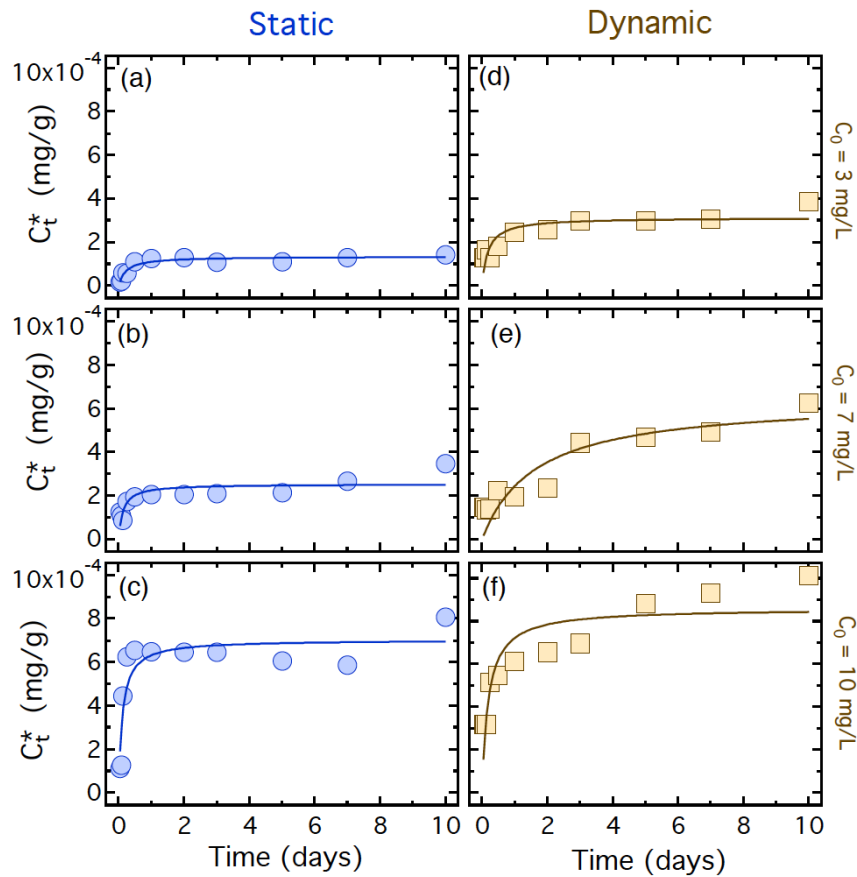 Static Dynamic
10x10⁻⁴ (a) (d)
8
6
4
2
0
C*ₜ (mg/g)
C₀ = 3 mg/L
10x10⁻⁴ (b) (e)
8
6
4
2
0
C*ₜ (mg/g)
C₀ = 7 mg/L
10x10⁻⁴ (c) (f)
8
6
4
2
0
C*ₜ (mg/g)
C₀ = 10 mg/L
0 2 4 6 8 10 0 2 4 6 8 10
Time (days) Time (days)